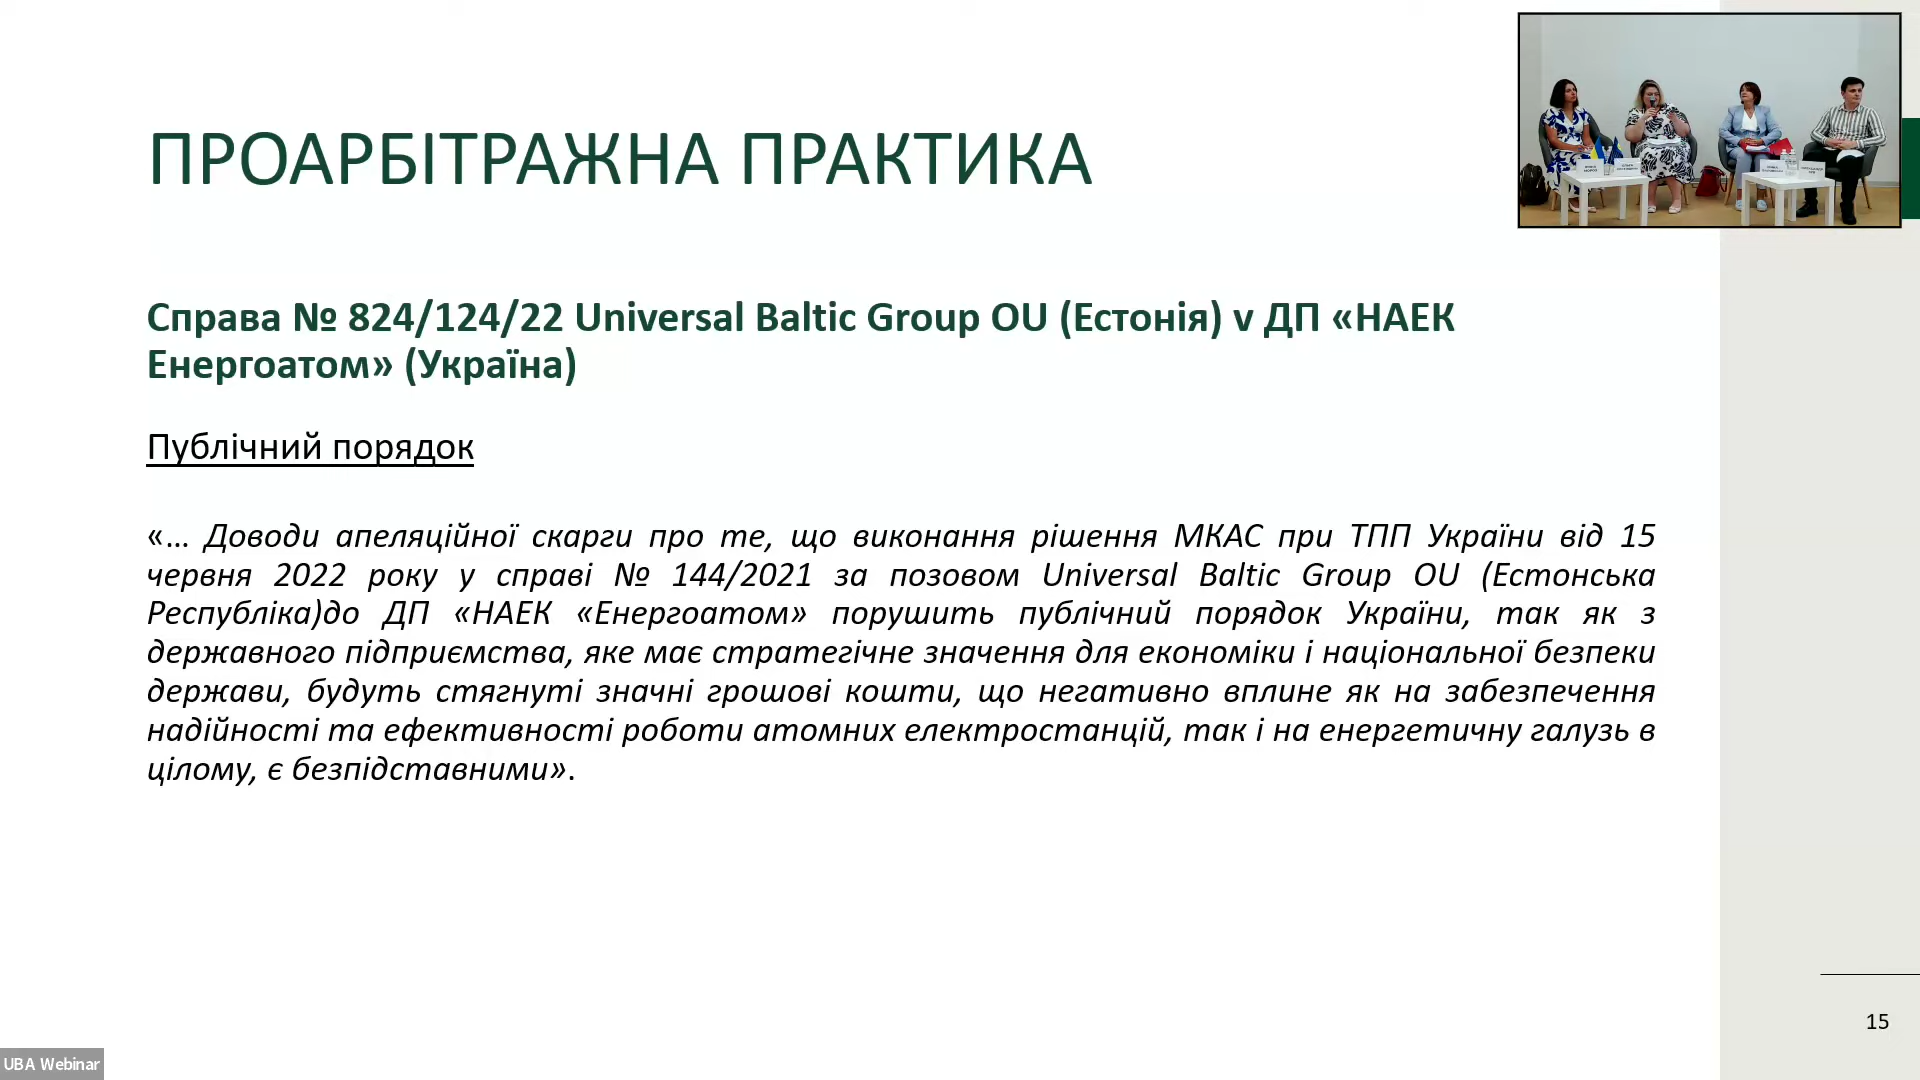 ПРОАРБІТРАЖНА ПРАКТИКА
Справа № 824/124/22 Universal Baltic Group OU (Естонія) v ДП «НАЕК
Енергоатом» (Україна)
Публічний порядок
«… Доводи апеляційної скарги про те, що виконання рішення МКАС при ТПП України від 15
червня 2022 року у справі № 144/2021 за позовом Universal Baltic Group OU (Естонська
Республіка)до ДП «НАЕК «Енергоатом» порушить публічний порядок України, так як з
державного підприємства, яке має стратегічне значення для економіки і національної безпеки
держави, будуть стягнуті значні грошові кошти, що негативно вплине як на забезпечення
надійності та ефективності роботи атомних електростанцій, так і на енергетичну галузь в
цілому, є безпідставними».
15
UBA Webinar